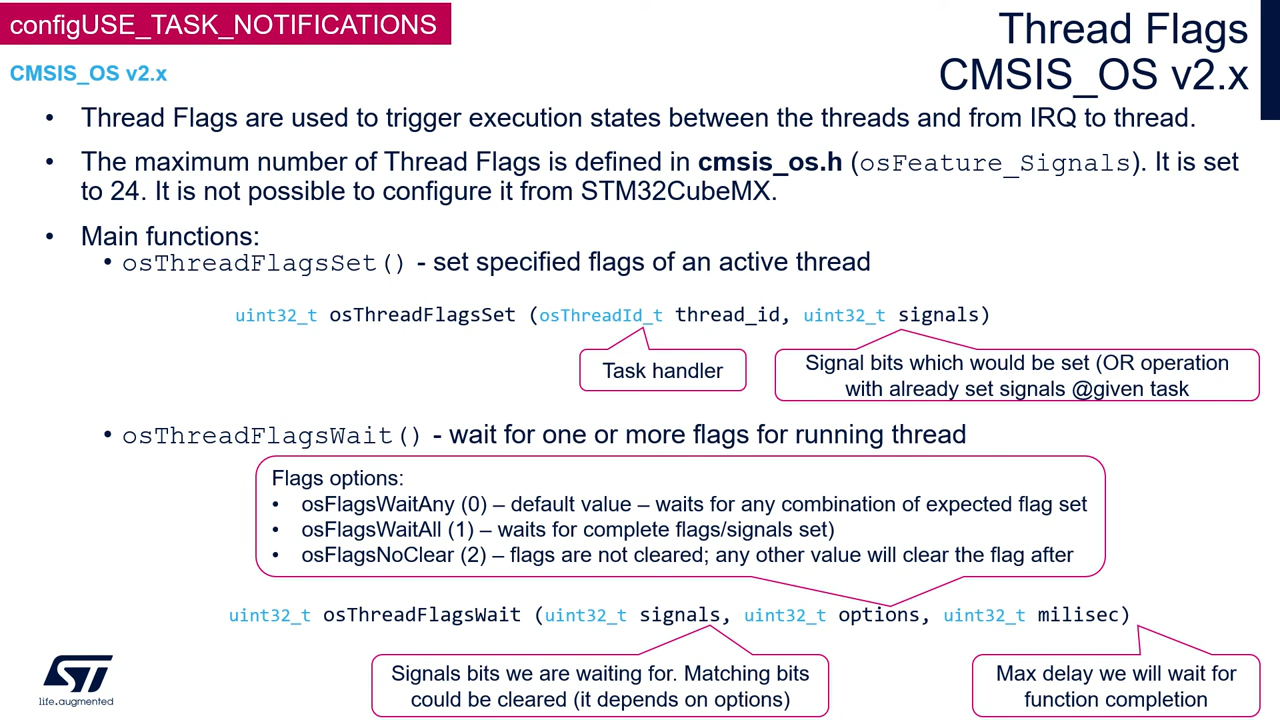 configUSE_TASK_NOTIFICATIONS
Thread Flags
CMSIS_OS v2.x
CMSIS_OS v2.x
• Thread Flags are used to trigger execution states between the threads and from IRQ to thread.
• The maximum number of Thread Flags is defined in cmsis_os.h (osFeature_Signals). It is set
to 24. It is not possible to configure it from STM32CubeMX.
• Main functions:
• osThreadFlagsSet() - set specified flags of an active thread
uint32_t osThreadFlagsSet (osThreadId_t thread_id, uint32_t signals)
Task handler
Signal bits which would be set (OR operation
with already set signals @given task
• osThreadFlagsWait() - wait for one or more flags for running thread
Flags options:
• osFlagsWaitAny (0) – default value – waits for any combination of expected flag set
• osFlagsWaitAll (1) – waits for complete flags/signals set)
• osFlagsNoClear (2) – flags are not cleared; any other value will clear the flag after
uint32_t osThreadFlagsWait (uint32_t signals, uint32_t options, uint32_t milisec)
Signals bits we are waiting for. Matching bits
could be cleared (it depends on options)
Max delay we will wait for
function completion
ST
life.augmented